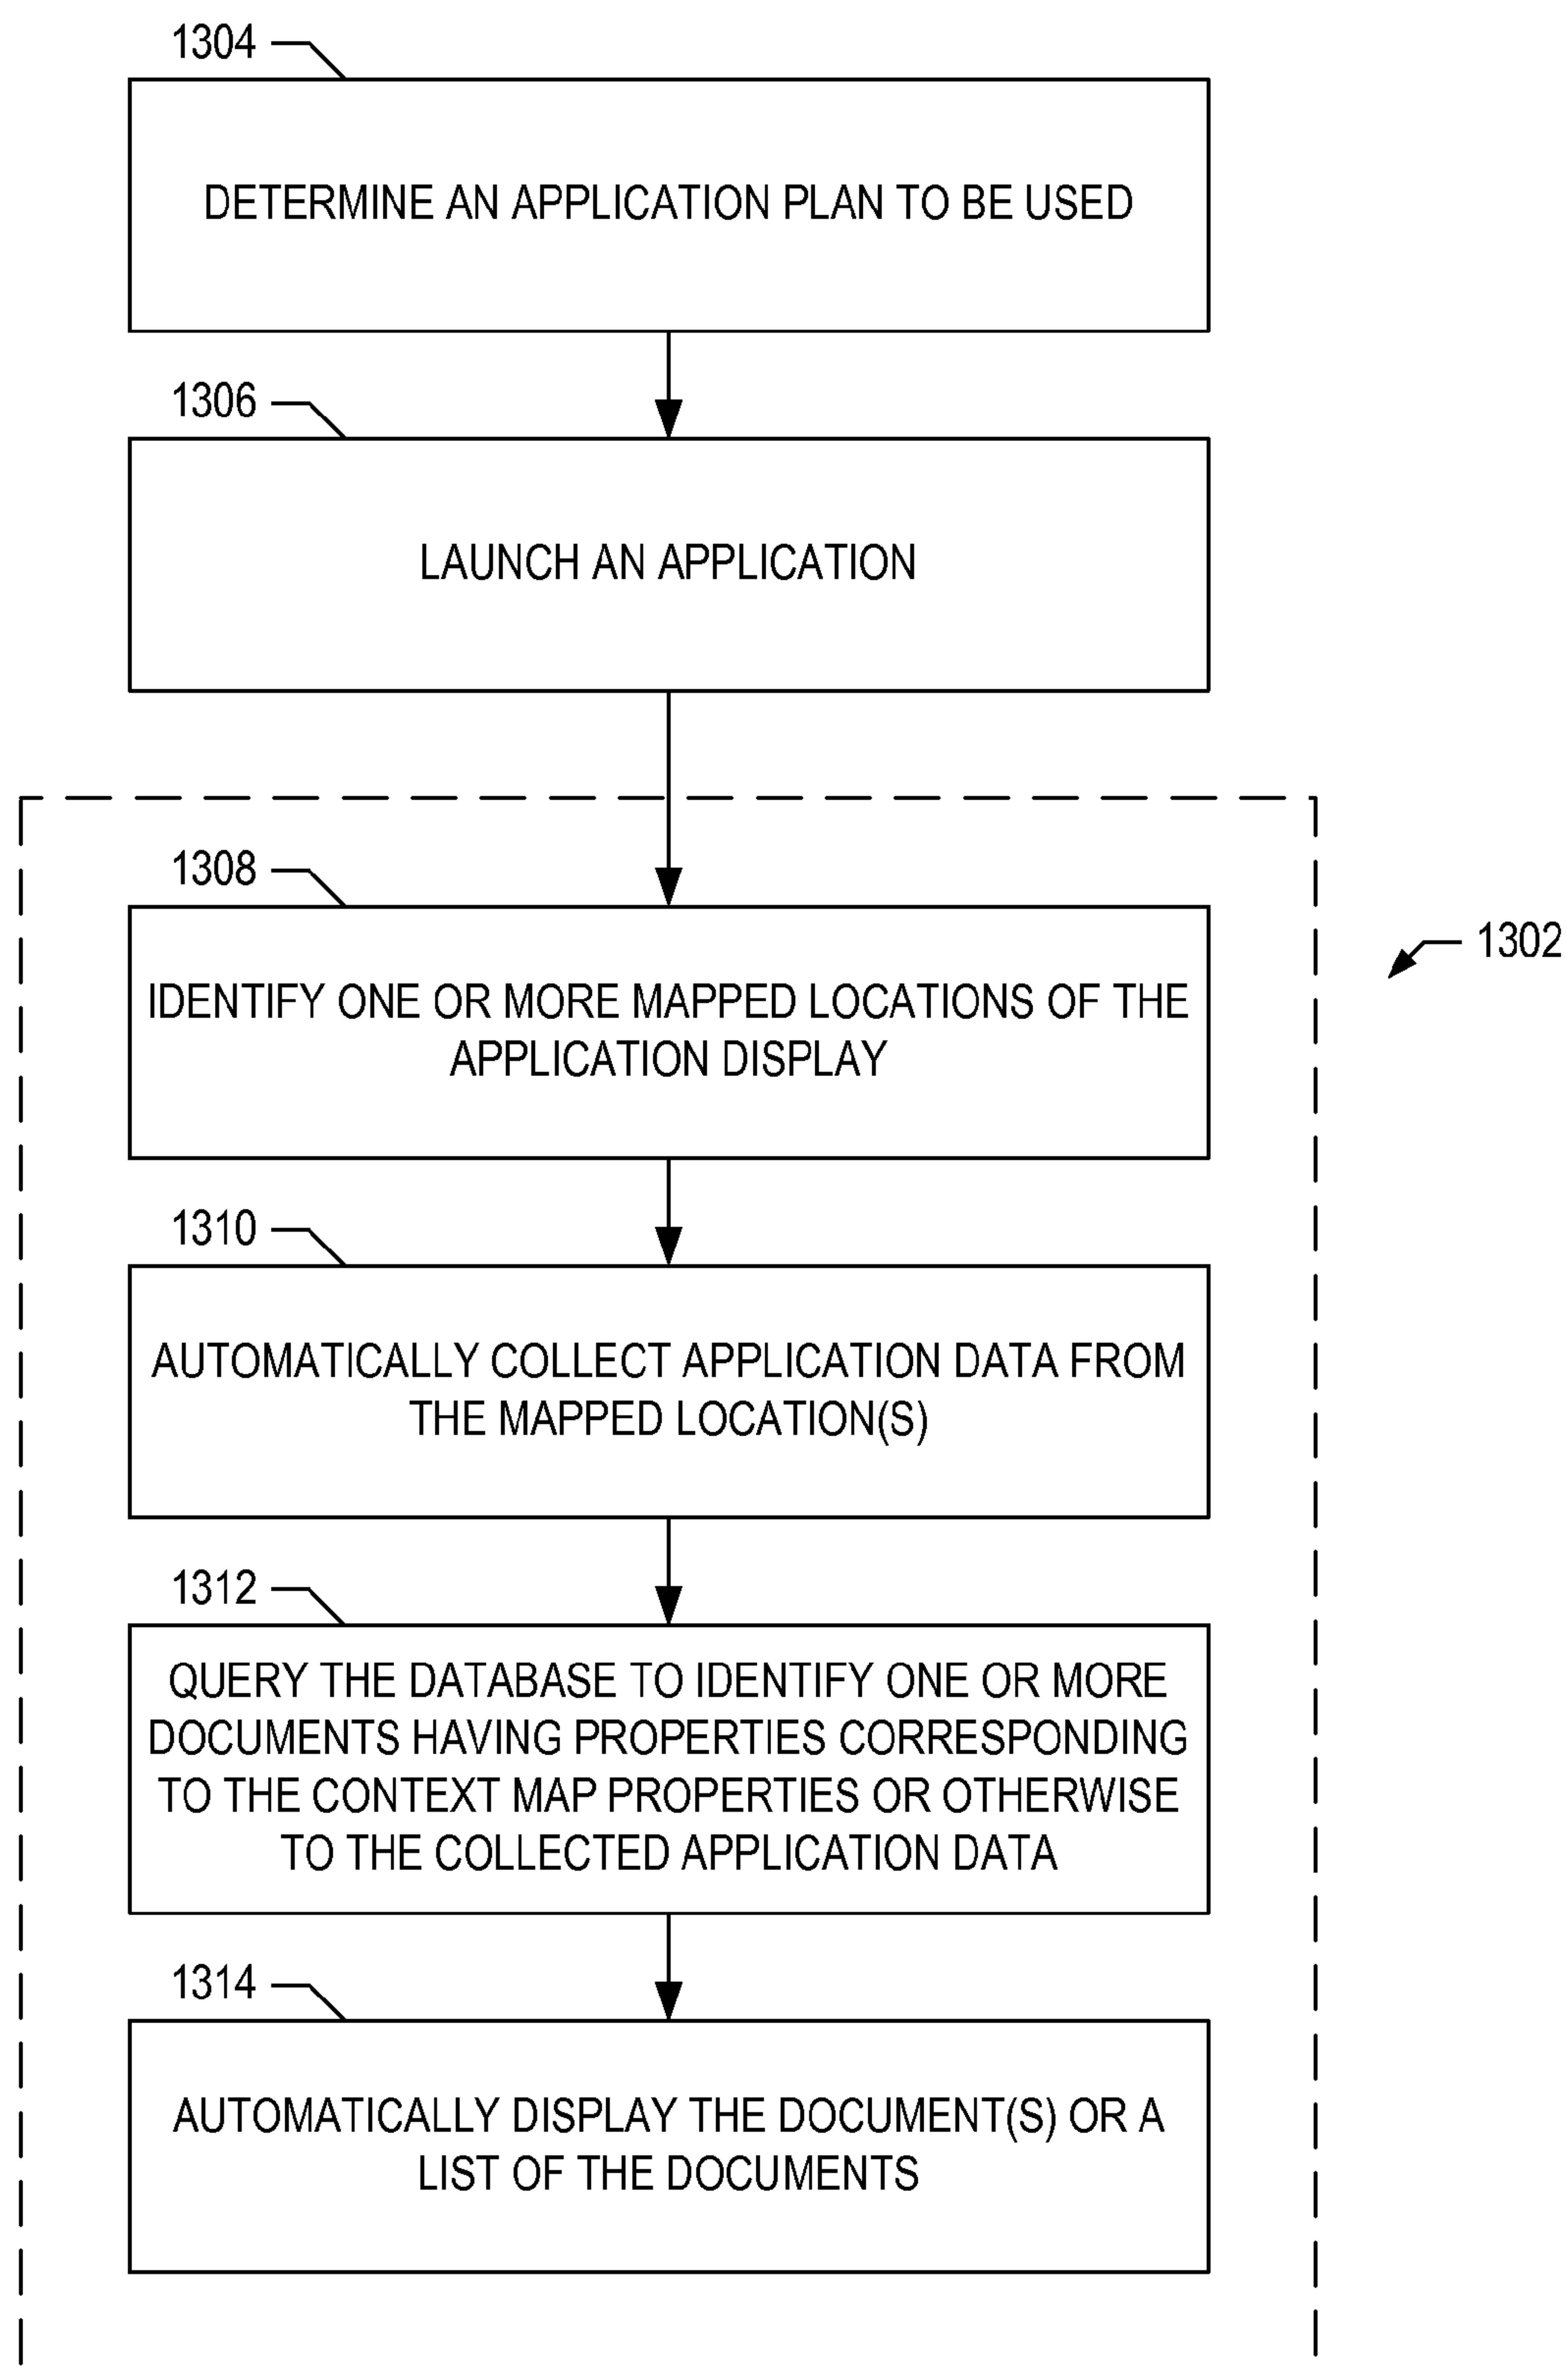 1304
DETERMINE AN APPLICATION PLAN TO BE USED
1306
LAUNCH AN APPLICATION
1308
1302
IDENTIFY ONE OR MORE MAPPED LOCATIONS OF THE
APPLICATION DISPLAY
1310
AUTOMATICALLY COLLECT APPLICATION DATA FROM
THE MAPPED LOCATION(S)
1312
QUERY THE DATABASE TO IDENTIFY ONE OR MORE
DOCUMENTS HAVING PROPERTIES CORRESPONDING
TO THE CONTEXT MAP PROPERTIES OR OTHERWISE
TO THE COLLECTED APPLICATION DATA
1314
AUTOMATICALLY DISPLAY THE DOCUMENT(S) OR A
LIST OF THE DOCUMENTS